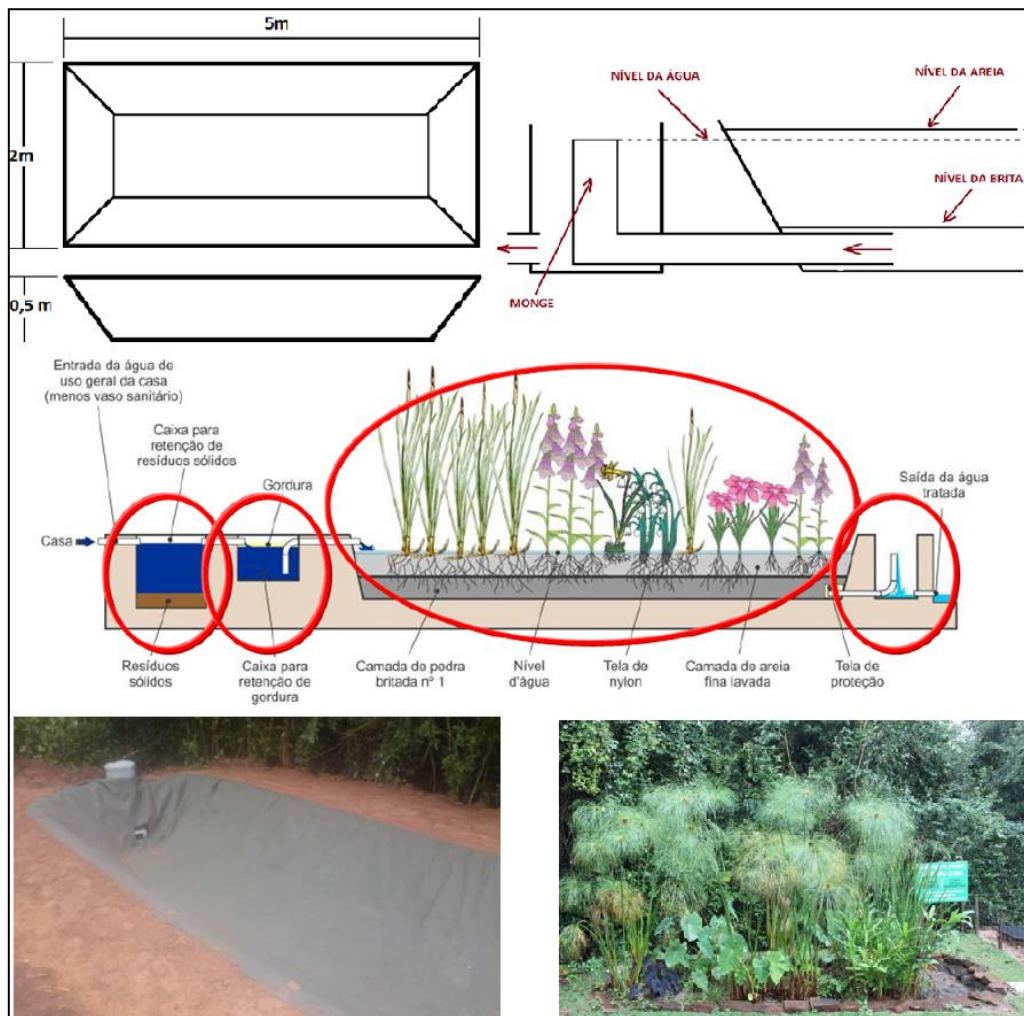 5m
2m
0,5 m
NÍVEL DA ÁGUA
NÍVEL DA AREIA
NÍVEL DA BRITA
MONGE
Entrada da água de
uso geral da casa
(menos vaso sanitário)
Caixa para
retenção de
resíduos sólidos
Gordura
Casa
Saída da água
tratada
Resíduos
sólidos
Caixa para
retenção de
gordura
Camada de pedra
britada nº 1
Nível
d'água
Tela de
nylon
Camada de areia
fina lavada
Tela de
proteção